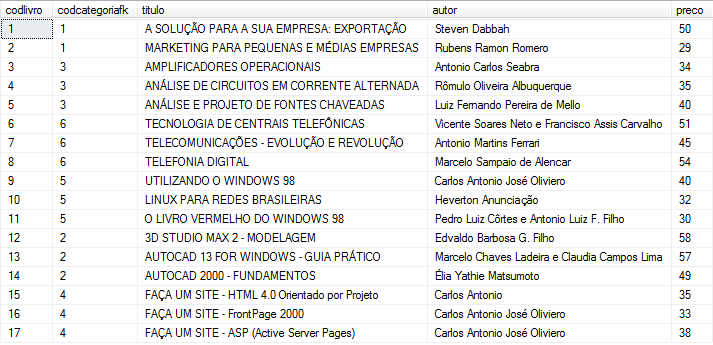 codlivro codcategoriafk titulo autor preco
1 1 A SOLUÇÃO PARA A SUA EMPRESA: EXPORTAÇÃO Steven Dabbah 50
2 1 MARKETING PARA PEQUENAS E MÉDIAS EMPRESAS Rubens Ramon Romero 29
3 3 AMPLIFICADORES OPERACIONAIS Antonio Carlos Seabra 34
4 3 ANÁLISE DE CIRCUITOS EM CORRENTE ALTERNADA Rômulo Oliveira Albuquerque 35
5 3 ANÁLISE E PROJETO DE FONTES CHAVEADAS Luiz Fernando Pereira de Mello 40
6 6 TECNOLOGIA DE CENTRAIS TELEFÔNICAS Vicente Soares Neto e Francisco Assis Carvalho 51
7 6 TELECOMUNICAÇÕES - EVOLUÇÃO E REVOLUÇÃO Antonio Martins Ferrari 45
8 6 TELEFONIA DIGITAL Marcelo Sampaio de Alencar 54
9 5 UTILIZANDO O WINDOWS 98 Carlos Antonio José Oliviero 40
10 5 LINUX PARA REDES BRASILEIRAS Heverton Anunciação 32
11 5 O LIVRO VERMELHO DO WINDOWS 98 Pedro Luiz Côrtes e Antonio Luiz F. Filho 30
12 2 3D STUDIO MAX 2 - MODELAGEM Edvaldo Barbosa G. Filho 58
13 2 AUTOCAD 13 FOR WINDOWS - GUIA PRÁTICO Marcelo Chaves Ladeira e Claudia Campos Lima 57
14 2 AUTOCAD 2000 - FUNDAMENTOS Élia Yathie Matsumoto 49
15 4 FAÇA UM SITE - HTML 4.0 Orientado por Projeto Carlos Antonio 35
16 4 FAÇA UM SITE - FrontPage 2000 Carlos Antonio José Oliviero 33
17 4 FAÇA UM SITE - ASP (Active Server Pages) Carlos Antonio José Oliviero 38